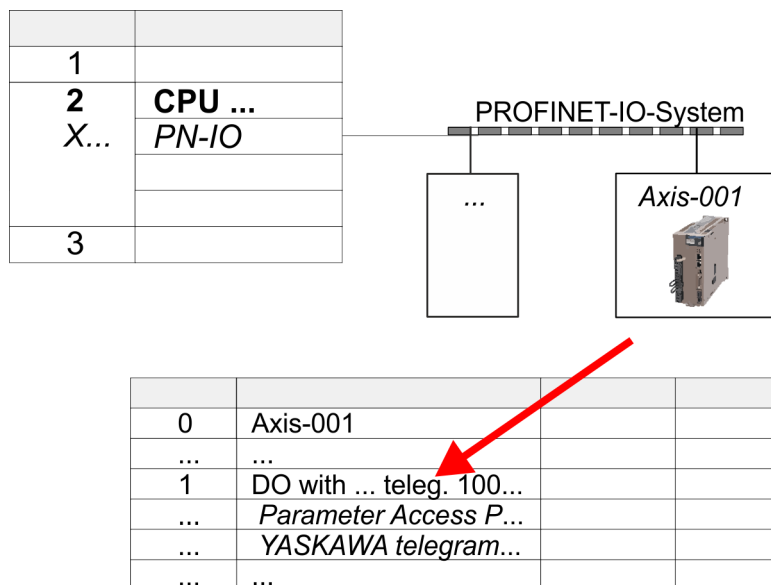 1
2 CPU ...
X... PN-IO
3
PROFINET-IO-System
...
Axis-001
0 Axis-001
... ...
1 DO with ... teleg. 100...
... Parameter Access P...
... YASKAWA telegram...
... ...